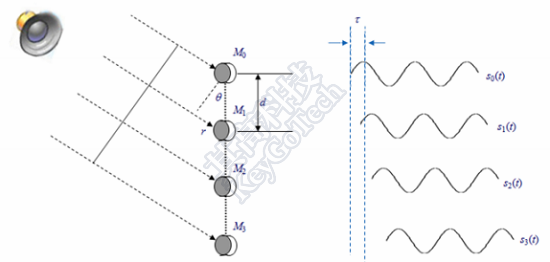 τ
M₀
s₀(t)
θ
d
M₁
r
s₁(t)
M₂
s₂(t)
M₃
s₃(t)
KeyGoTech